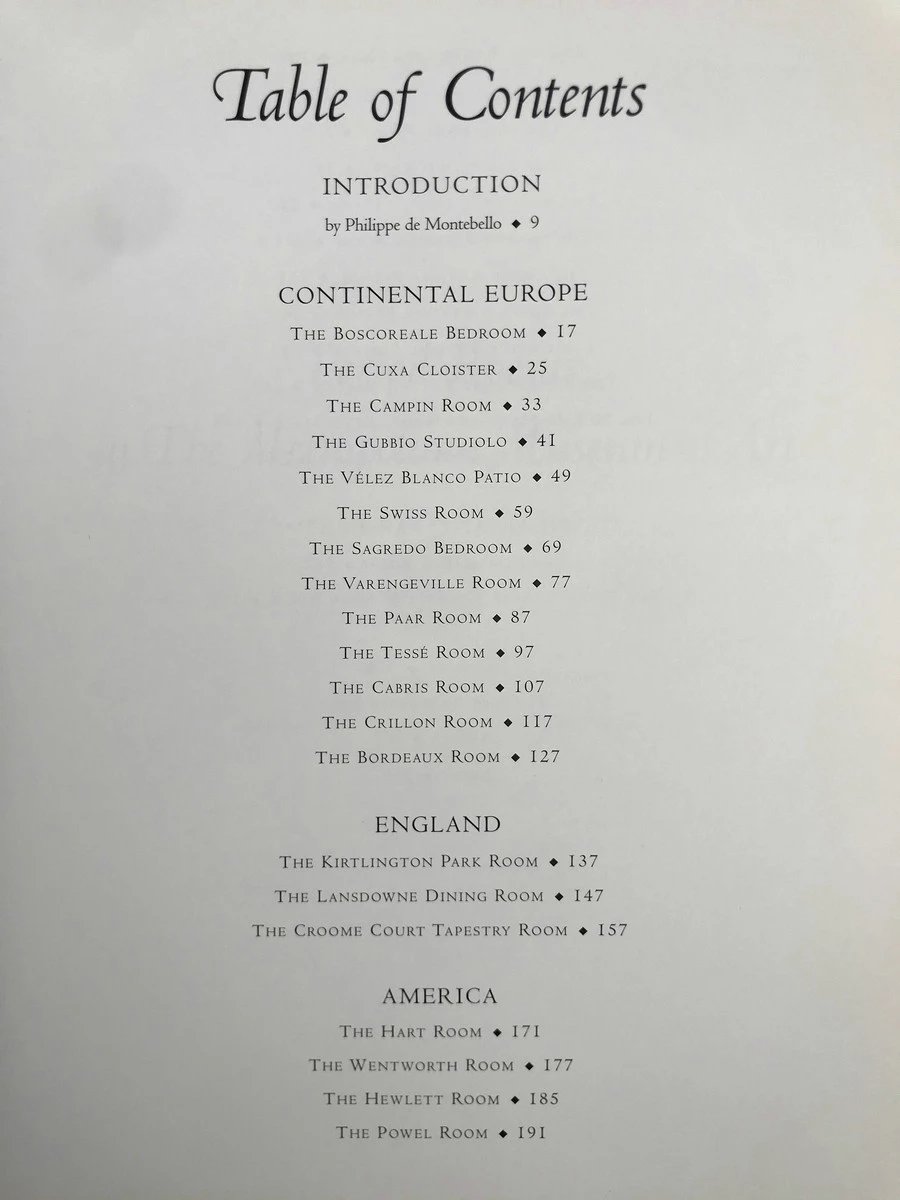 Table of Contents
INTRODUCTION
by Philippe de Montebello ◆ 9
CONTINENTAL EUROPE
The Boscoreale Bedroom ◆ 17
The Cuxa Cloister ◆ 25
The Campin Room ◆ 33
The Gubbio Studiolo ◆ 41
The Vélez Blanco Patio ◆ 49
The Swiss Room ◆ 59
The Sagredo Bedroom ◆ 69
The Varengeville Room ◆ 77
The Paar Room ◆ 87
The Tessé Room ◆ 97
The Cabris Room ◆ 107
The Crillon Room ◆ 117
The Bordeaux Room ◆ 127
ENGLAND
The Kirtlington Park Room ◆ 137
The Lansdowne Dining Room ◆ 147
The Croome Court Tapestry Room ◆ 157
AMERICA
The Hart Room ◆ 171
The Wentworth Room ◆ 177
The Hewlett Room ◆ 185
The Powel Room ◆ 191